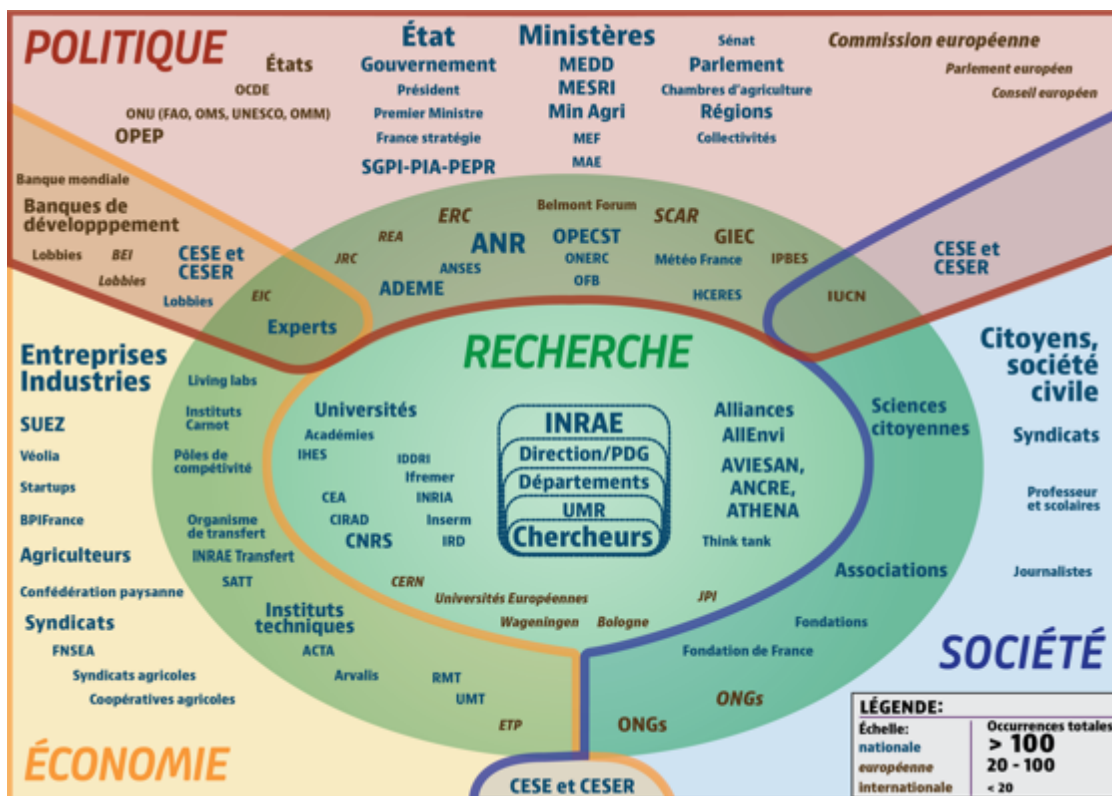 POLITIQUE
États
OCDE
ONU (FAO, OMS, UNESCO, OMM)
OPEP
État
Gouvernement
Président
Premier Ministre
France stratégie
SGPI-PIA-PEPR
Ministères
MEDD
MESRI
Min Agri
MEF
MAE
Sénat
Parlement
Chambres d'agriculture
Régions
Collectivités
Commission européenne
Parlement européen
Conseil européen
Banque mondiale
Banques de
développpement
Lobbies
BEI
Lobbies
CESE et
CESER
Lobbies
EIC
Experts
JRC
REA
ERC
ANR
ANSES
ADEME
Belmont Forum
OPECST
ONERC
OFB
SCAR
GIEC
Météo France
IPBES
HCERES
IUCN
CESE et
CESER
Entreprises
Industries
SUEZ
Véolia
Startups
BPIFrance
Agriculteurs
Confédération paysanne
Syndicats
FNSEA
Syndicats agricoles
Coopératives agricoles
ÉCONOMIE
Living labs
Instituts
Carnot
Pôles de
compétivité
Organisme
de transfert
INRAE Transfert
SATT
Instituts
techniques
ACTA
Arvalis
RMT
UMT
ETP
RECHERCHE
Universités
Académies
IHES
IDDRI
Ifremer
CEA
INRIA
CIRAD
Inserm
CNRS
IRD
CERN
Universités Européennes
Wageningen
Bologne
JPI
INRAE
Direction/PDG
Départements
UMR
Chercheurs
Alliances
AllEnvi
AVIESAN,
ANCRE,
ATHENA
Think tank
Sciences
citoyennes
Associations
Fondations
Fondation de France
ONGs
ONGs
Citoyens,
société
civile
Syndicats
Professeur
et scolaires
Journalistes
SOCIÉTÉ
CESE et CESER
LÉGENDE:
Échelle:
nationale
européenne
internationale
Occurrences totales
> 100
20 - 100
< 20